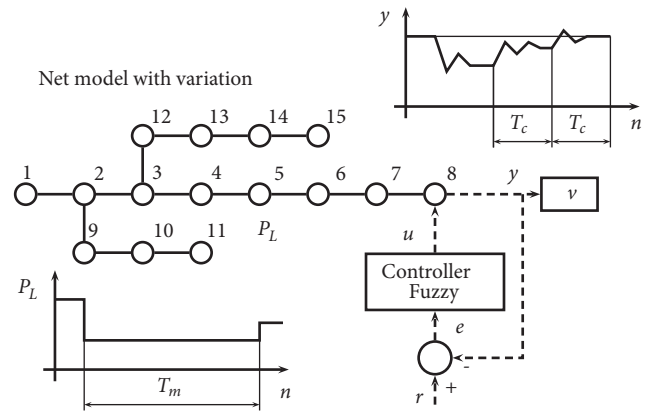 y
T_c T_c n
Net model with variation
12 13 14 15
1 2 3 4 5 6 7 8 y v
9 10 11 P_L u
Controller
Fuzzy
P_L
e
T_m n
-
r +